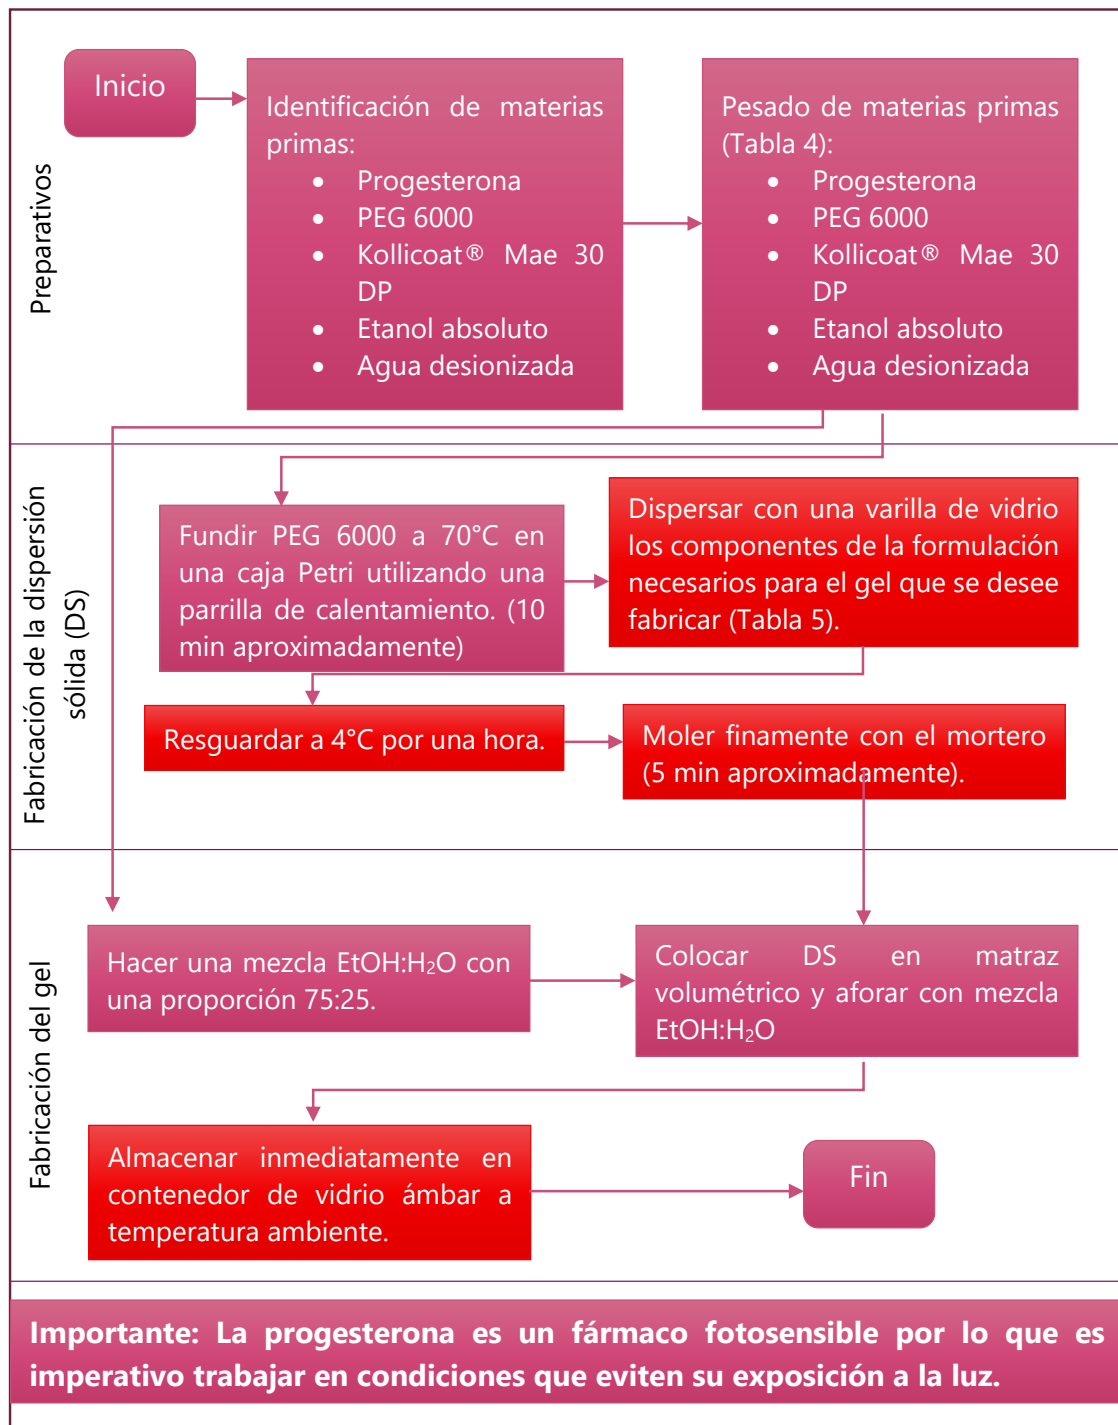 Preparativos
Inicio
Identificación de materias
primas:
• Progesterona
• PEG 6000
• Kollicoat® Mae 30
DP
• Etanol absoluto
• Agua desionizada
Pesado de materias primas
(Tabla 4):
• Progesterona
• PEG 6000
• Kollicoat® Mae 30
DP
• Etanol absoluto
• Agua desionizada
Fabricación de la dispersión
sólida (DS)
Fundir PEG 6000 a 70°C en
una caja Petri utilizando una
parrilla de calentamiento. (10
min aproximadamente)
Dispersar con una varilla de vidrio
los componentes de la formulación
necesarios para el gel que se desee
fabricar (Tabla 5).
Resguardar a 4°C por una hora.
Moler finamente con el mortero
(5 min aproximadamente).
Fabricación del gel
Hacer una mezcla EtOH:H₂O con
una proporción 75:25.
Colocar DS en matraz
volumétrico y aforar con mezcla
EtOH:H₂O
Almacenar inmediatamente en
contenedor de vidrio ámbar a
temperatura ambiente.
Fin
Importante: La progesterona es un fármaco fotosensible por lo que es
imperativo trabajar en condiciones que eviten su exposición a la luz.